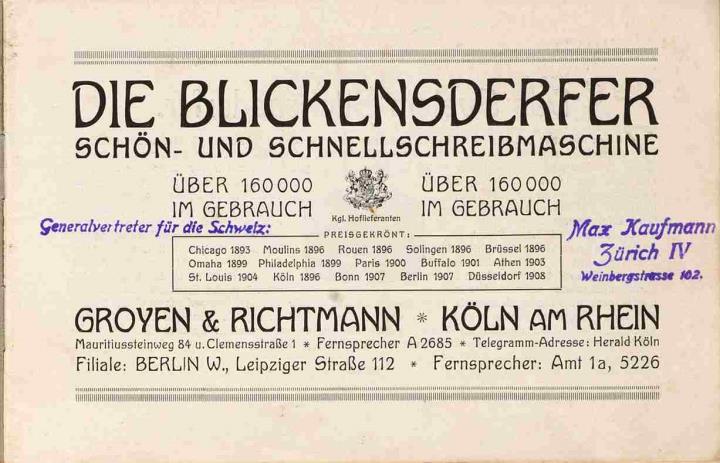 DIE BLICKENSDERFER
SCHÖN- UND SCHNELLSCHREIBMASCHINE
ÜBER 160000
IM GEBRAUCH
Kgl. Hoflieferanten
ÜBER 160000
IM GEBRAUCH
Generalvertreter für die Schweiz:
PREISGEKRÖNT:
Chicago 1893 Moulins 1896 Rouen 1896 Solingen 1896 Brüssel 1896
Omaha 1899 Philadelphia 1899 Paris 1900 Buffalo 1901 Athen 1903
St. Louis 1904 Köln 1896 Bonn 1907 Berlin 1907 Düsseldorf 1908
Max Kaufmann
Zürich IV
Weinbergstrasse 102.
GROYEN & RICHTMANN * KÖLN AM RHEIN
Mauritiussteinweg 84 u. Clemensstraße 1 * Fernsprecher A 2685 * Telegramm-Adresse: Herald Köln
Filiale: BERLIN W., Leipziger Straße 112 * Fernsprecher: Amt 1a, 5226